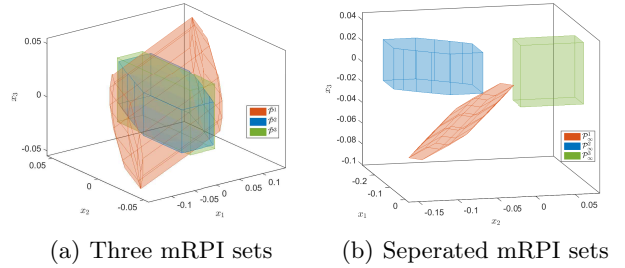 0.05
0
-0.05
x₃
0.05
0
-0.05
x₂
-0.1
-0.05
0
0.05
0.1
x₁
P̃¹
P̃²
P̃³
0.04
0.02
0
-0.02
-0.04
-0.06
-0.08
-0.1
x₃
-0.2
-0.1
0
x₁
-0.15
-0.1
-0.05
0
0.05
x₂
(a) Three mRPI sets
(b) Seperated mRPI sets